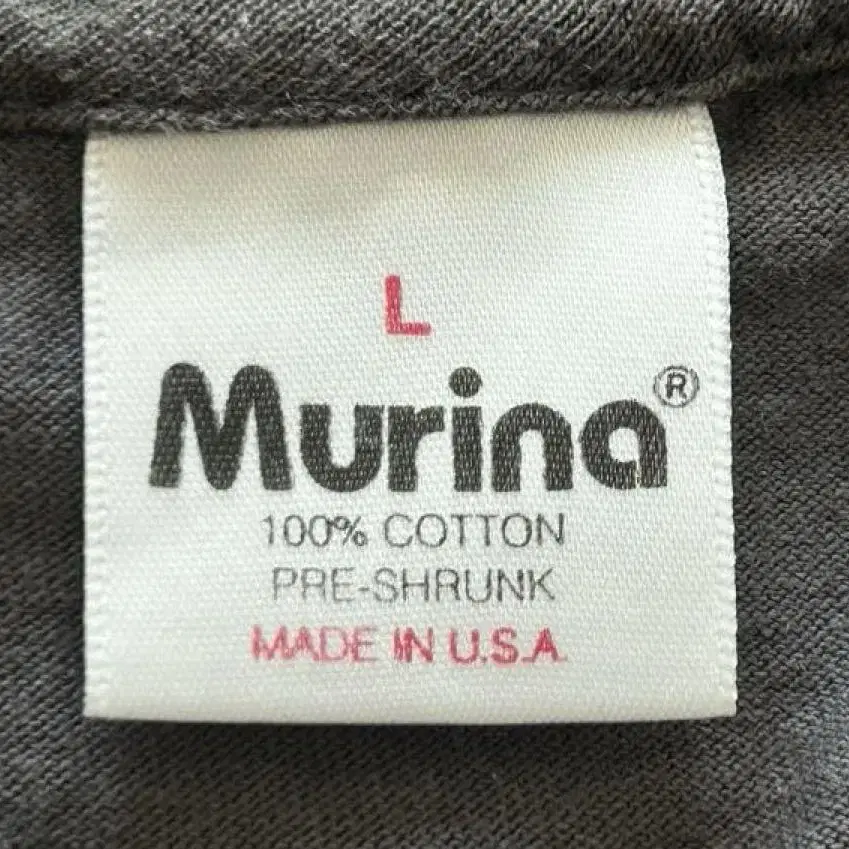 L
Murina®
100% COTTON
PRE-SHRUNK
MADE IN U.S.A.